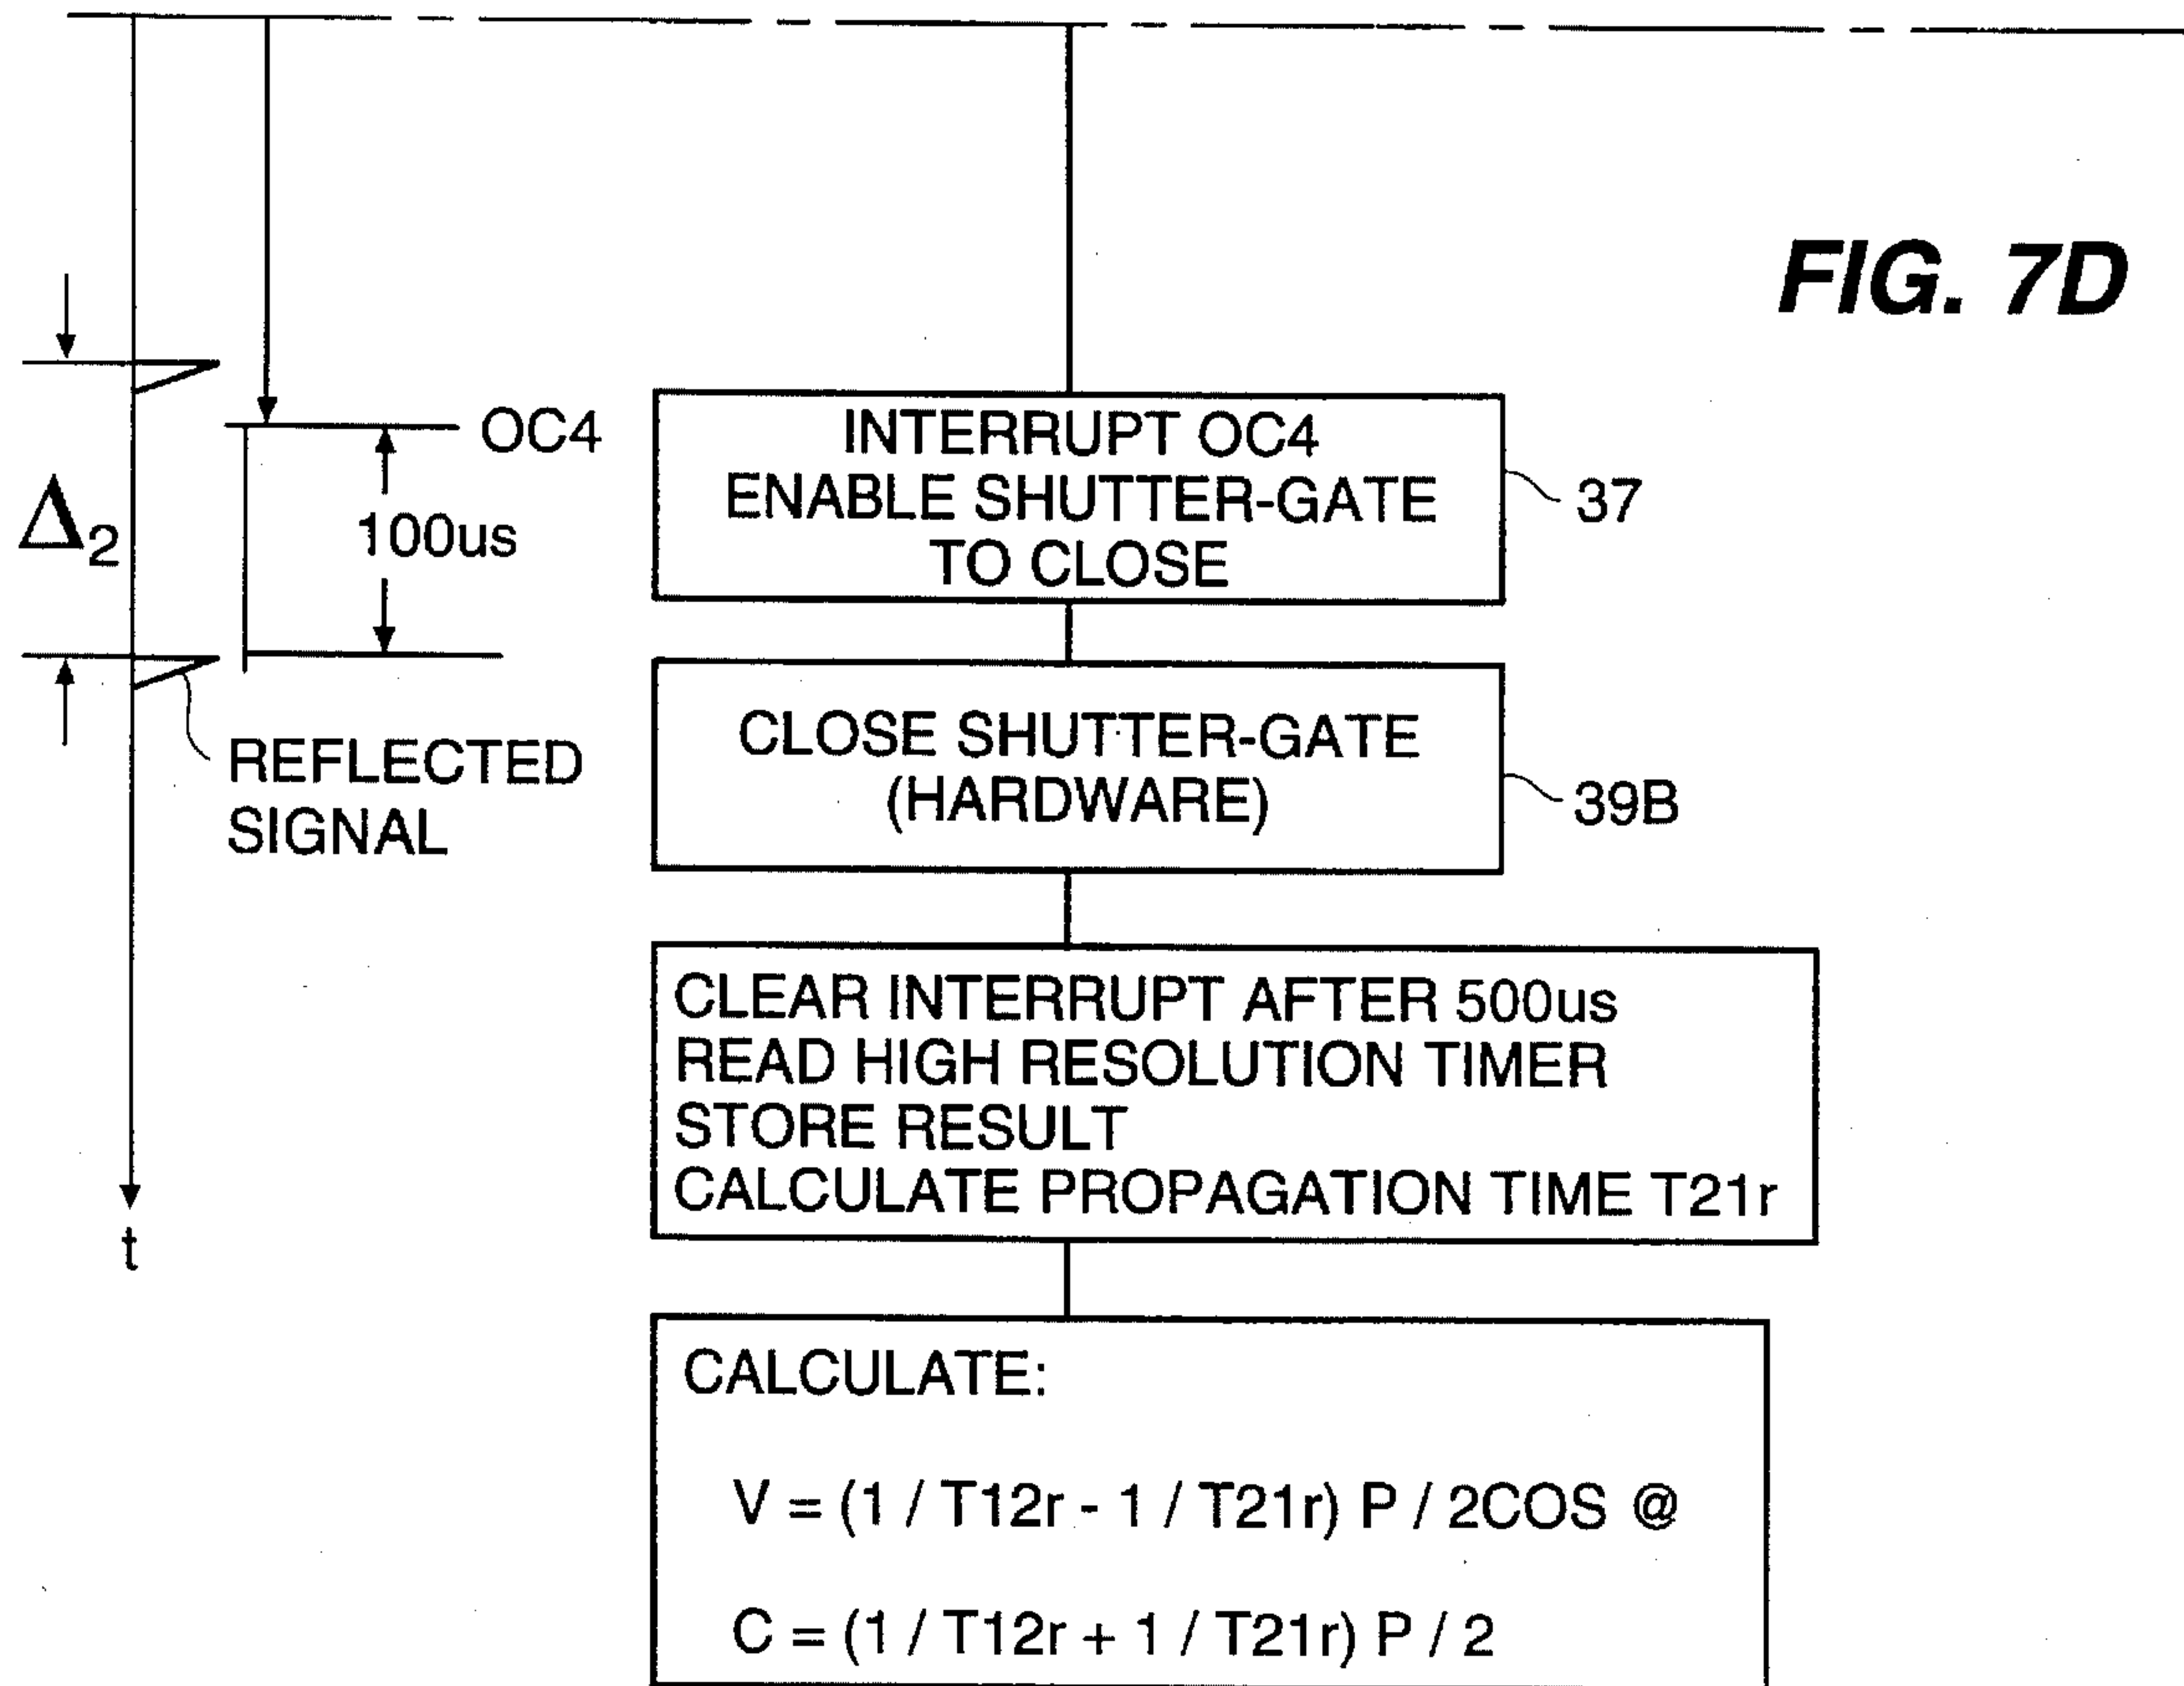 FIG. 7D
OC4
100us
Δ2
REFLECTED
SIGNAL
t
INTERRUPT OC4
ENABLE SHUTTER-GATE
TO CLOSE
37
CLOSE SHUTTER-GATE
(HARDWARE)
39B
CLEAR INTERRUPT AFTER 500us
READ HIGH RESOLUTION TIMER
STORE RESULT
CALCULATE PROPAGATION TIME T21r
CALCULATE:
V = (1 / T12r - 1 / T21r) P / 2COS @
C = (1 / T12r + 1 / T21r) P / 2